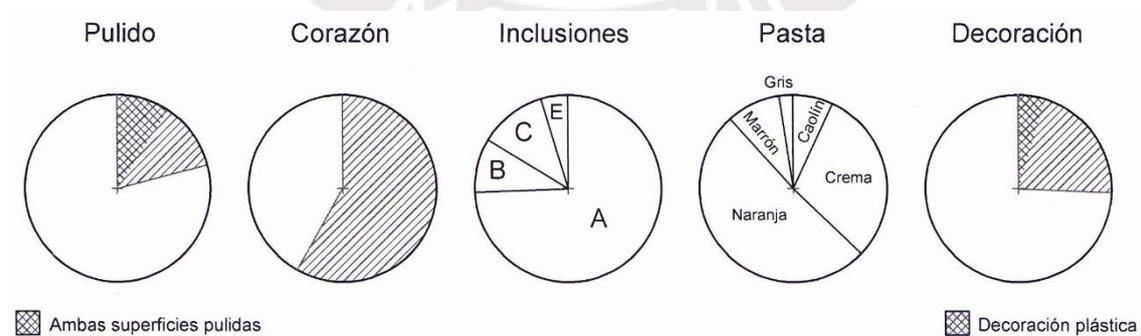 Pulido
Corazón
Inclusiones
Pasta
Decoración
A
B
C
E
Gris
Marrón
Caolín
Crema
Naranja
Ambas superficies pulidas
Decoración plástica